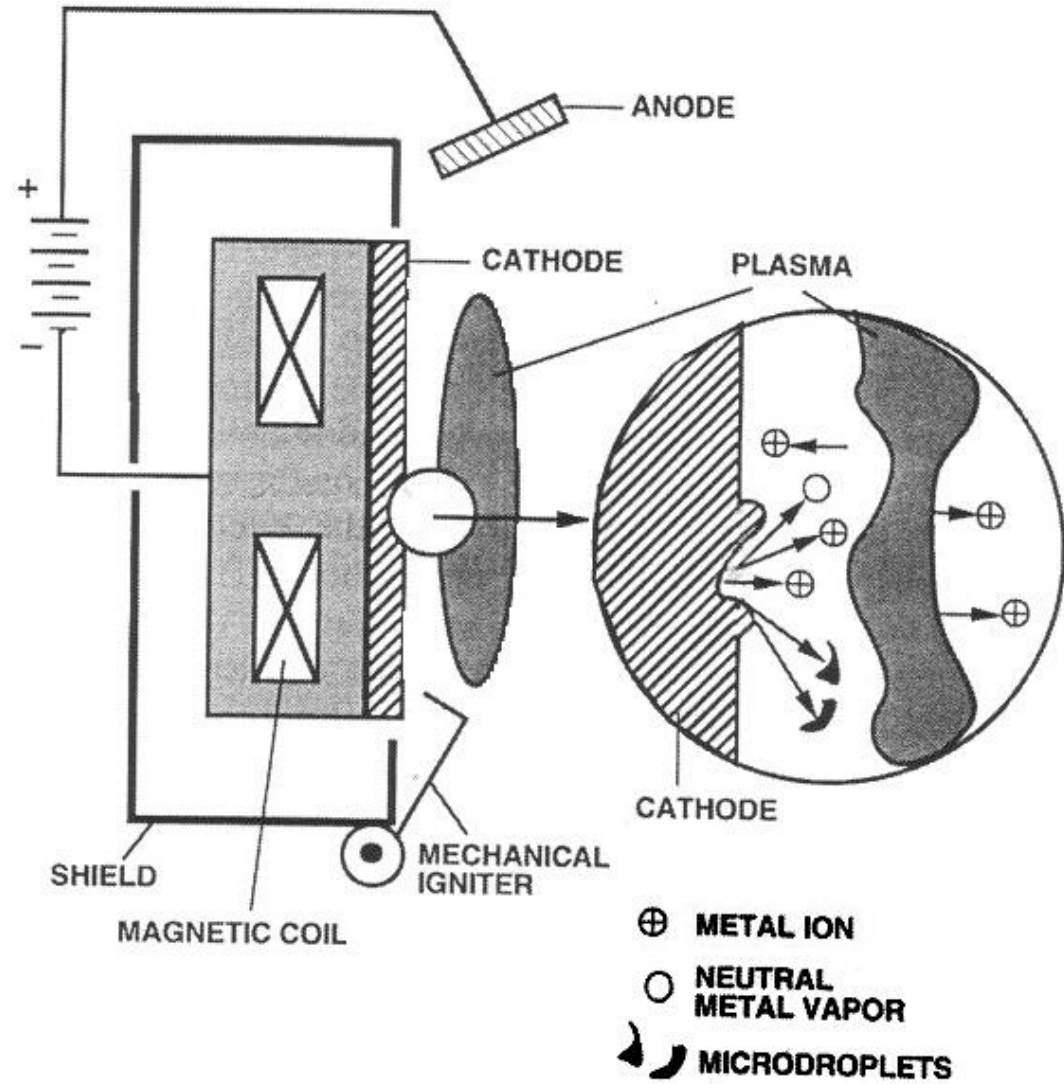 ANODE
+
CATHODE
PLASMA
−
CATHODE
SHIELD
MECHANICAL
IGNITER
MAGNETIC COIL
METAL ION
NEUTRAL
METAL VAPOR
MICRODROPLETS